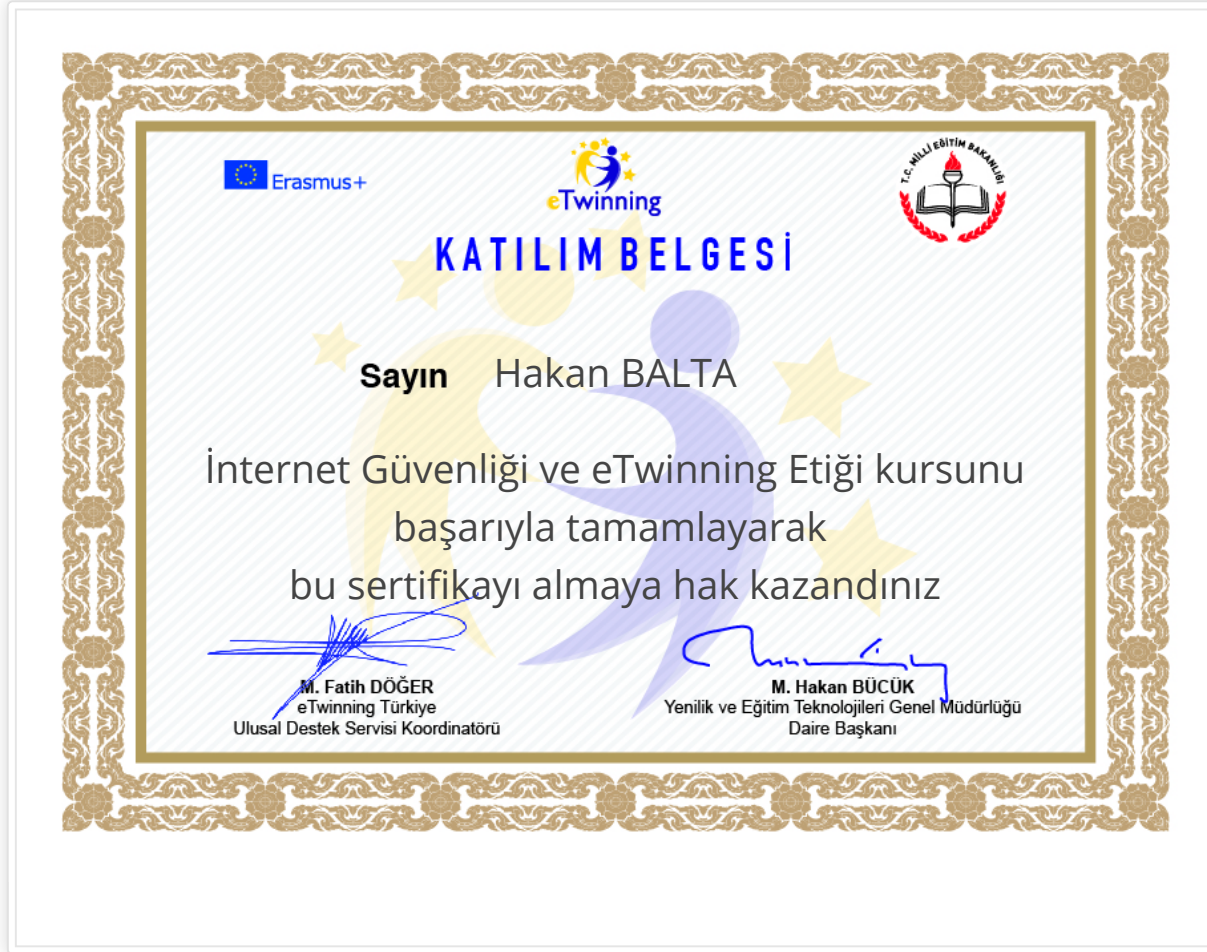 Erasmus+
eTwinning
T.C. MİLLİ EĞİTİM BAKANLIĞI
KATILIM BELGESİ
Sayın Hakan BALTA
İnternet Güvenliği ve eTwinning Etiği kursunu
başarıyla tamamlayarak
bu sertifikayı almaya hak kazandınız
M. Fatih DÖĞER
eTwinning Türkiye
Ulusal Destek Servisi Koordinatörü
M. Hakan BÜCÜK
Yenilik ve Eğitim Teknolojileri Genel Müdürlüğü
Daire Başkanı